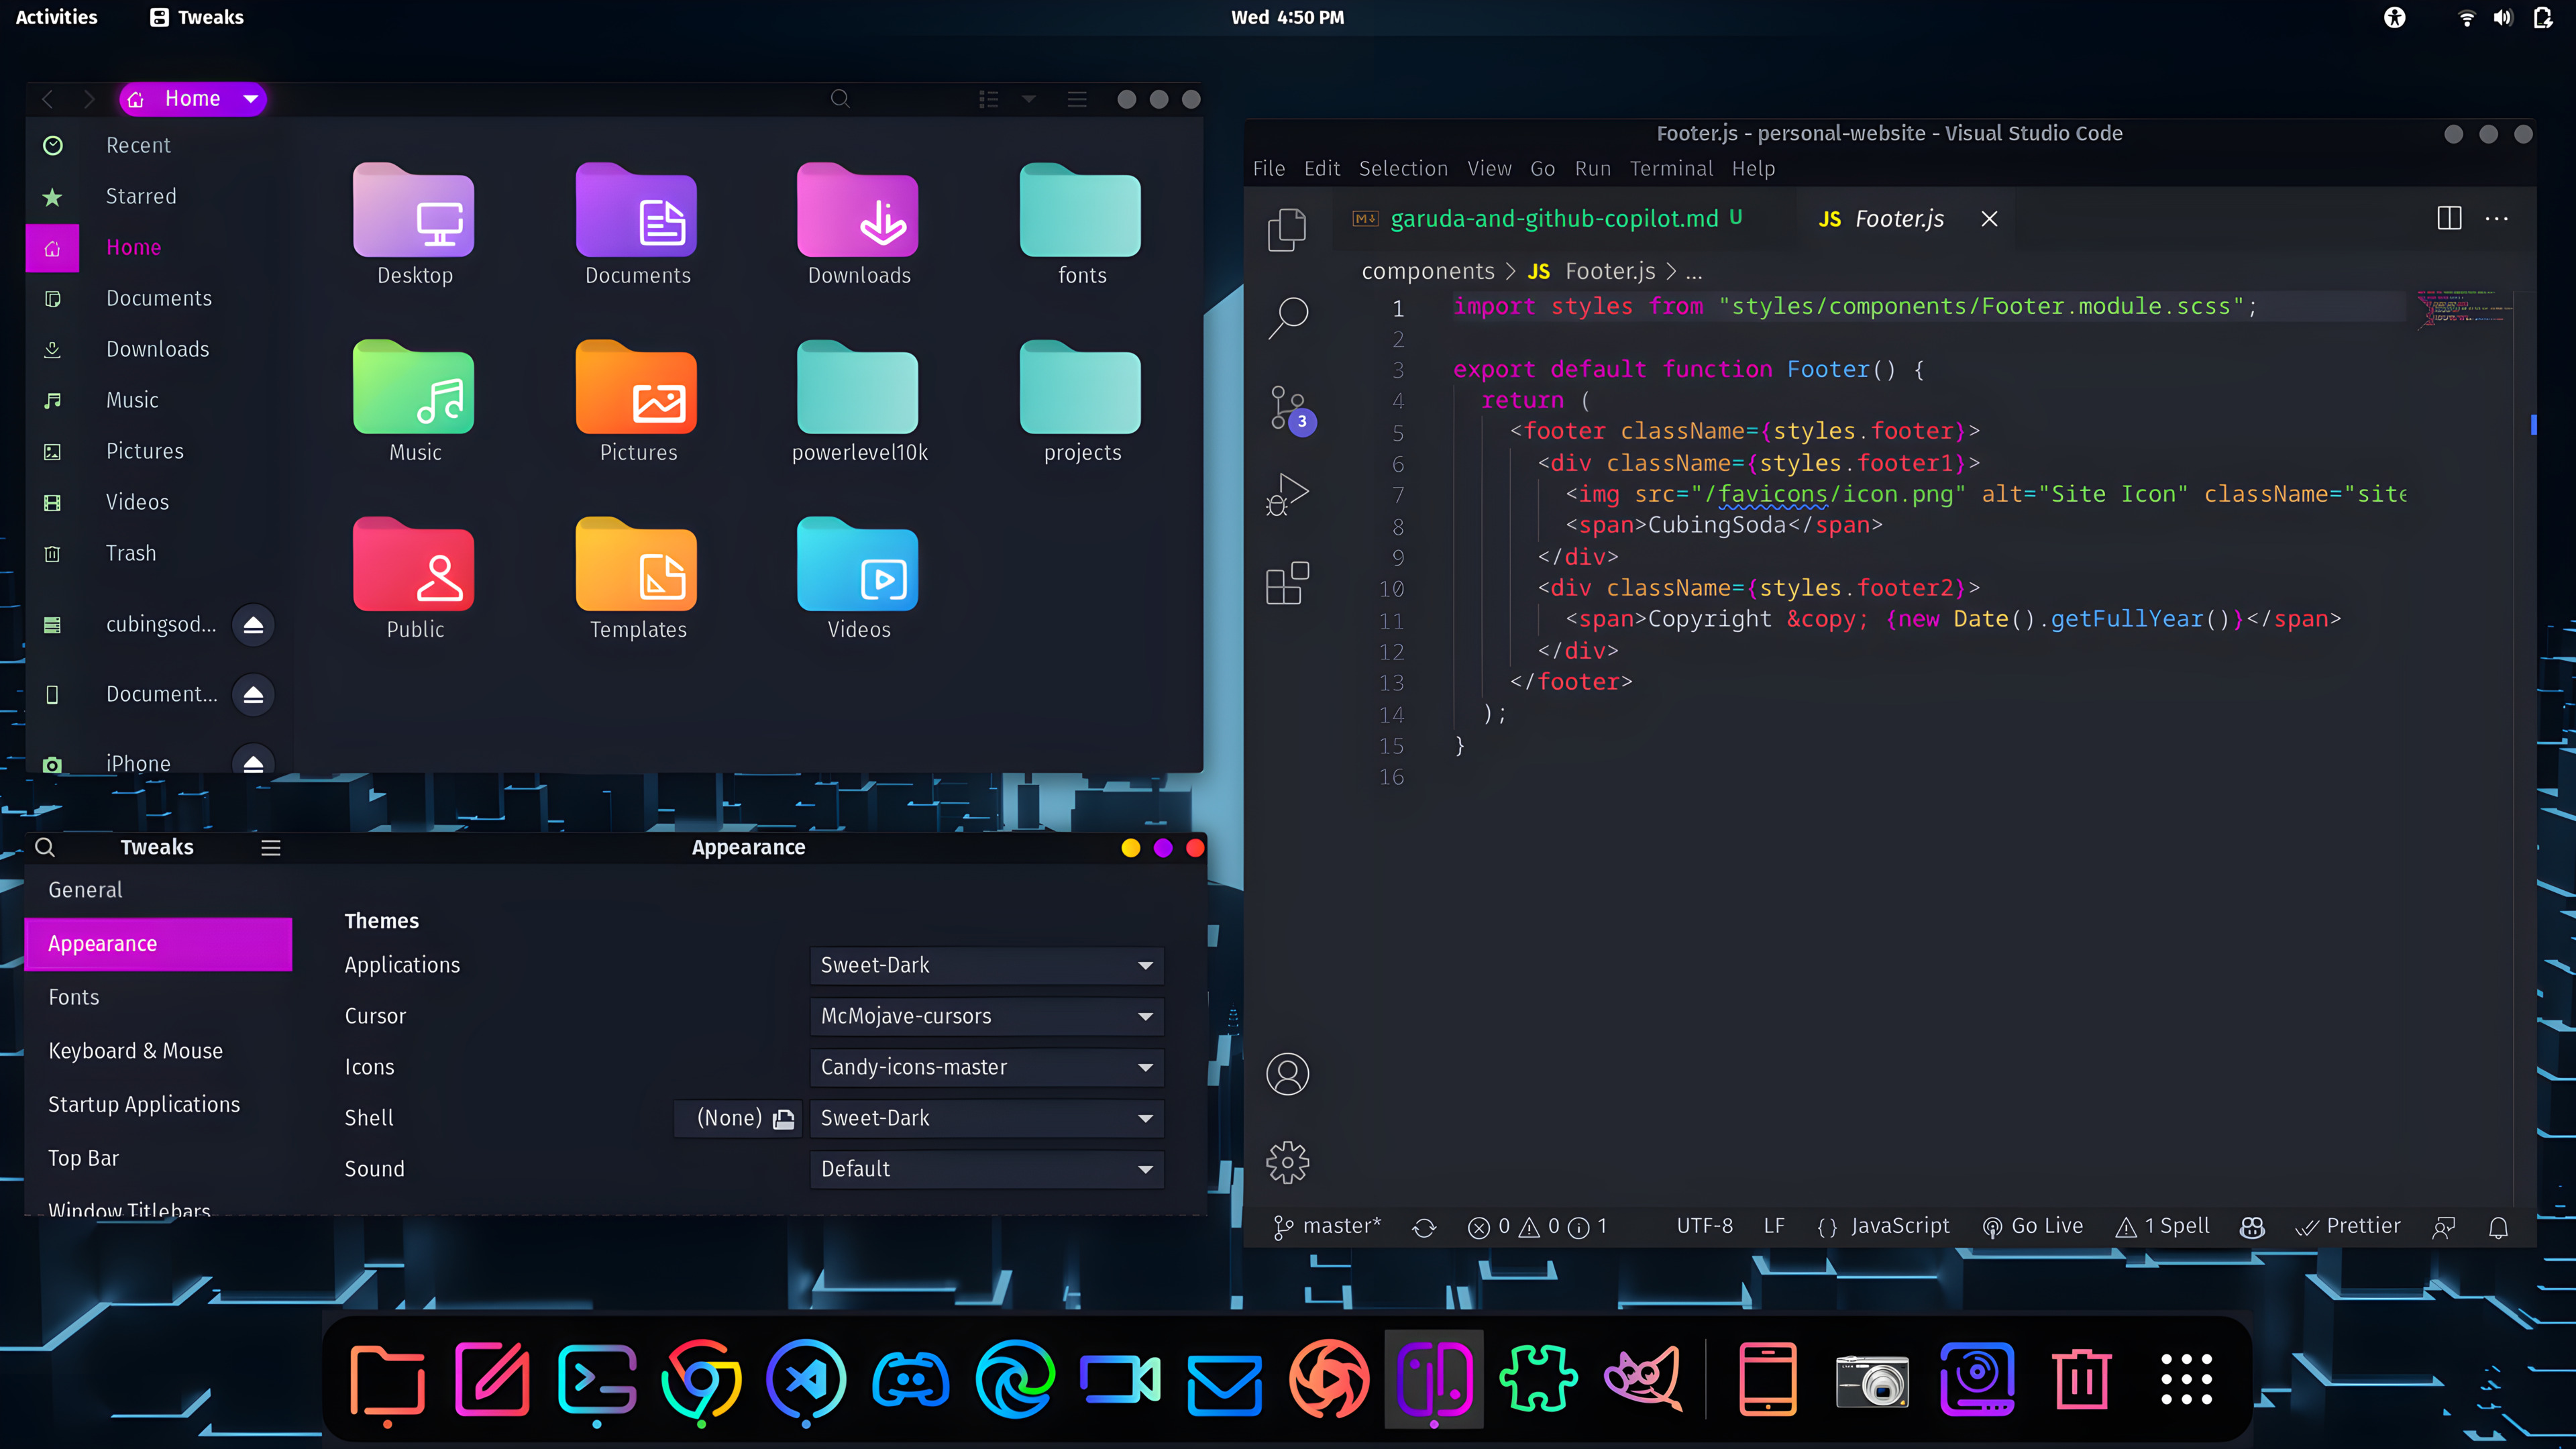 Activities Tweaks Wed 4:50 PM
Home
Recent
Starred
Home
Documents
Downloads
Music
Pictures
Videos
Trash
cubingsod...
Document...
iPhone
Desktop Documents Downloads fonts
Music Pictures powerlevel10k projects
Public Templates Videos
Tweaks Appearance
General
Appearance
Fonts
Keyboard & Mouse
Startup Applications
Top Bar
Window Titlebars
Themes
Applications Sweet-Dark
Cursor McMojave-cursors
Icons Candy-icons-master
Shell (None) Sweet-Dark
Sound Default
Footer.js - personal-website - Visual Studio Code
File Edit Selection View Go Run Terminal Help
garuda-and-github-copilot.md U JS Footer.js
components > JS Footer.js > ...
3
1 import styles from "styles/components/Footer.module.scss";
2
3 export default function Footer() {
4 return (
5 <footer className={styles.footer}>
6 <div className={styles.footer1}>
7 <img src="/favicons/icon.png" alt="Site Icon" className="site
8 <span>CubingSoda</span>
9 </div>
10 <div className={styles.footer2}>
11 <span>Copyright &copy; {new Date().getFullYear()}</span>
12 </div>
13 </footer>
14 );
15 }
16
master* 0 0 1 UTF-8 LF {} JavaScript Go Live 1 Spell Prettier